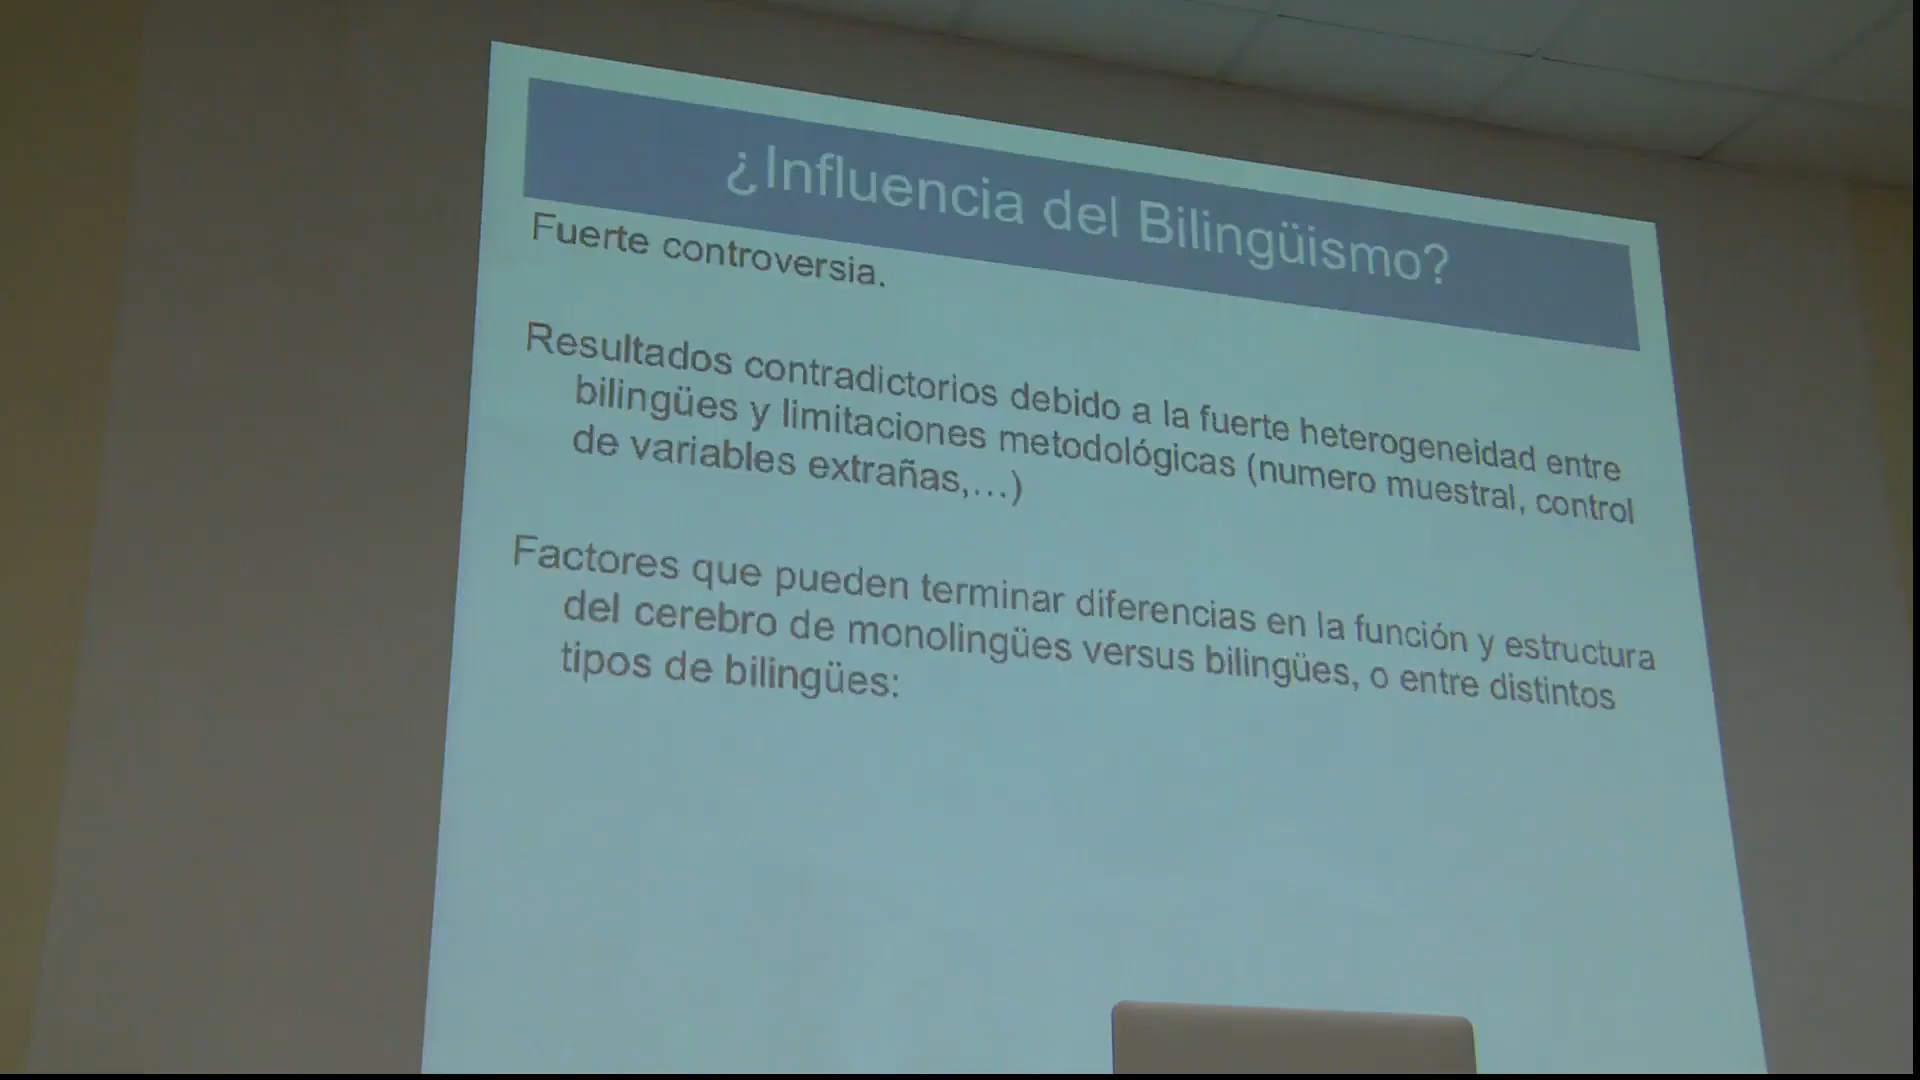 ¿Influencia del Bilingüismo?
Fuerte controversia.
Resultados contradictorios debido a la fuerte heterogeneidad entre
bilingües y limitaciones metodológicas (numero muestral, control
de variables extrañas,...)
Factores que pueden terminar diferencias en la función y estructura
del cerebro de monolingües versus bilingües, o entre distintos
tipos de bilingües: